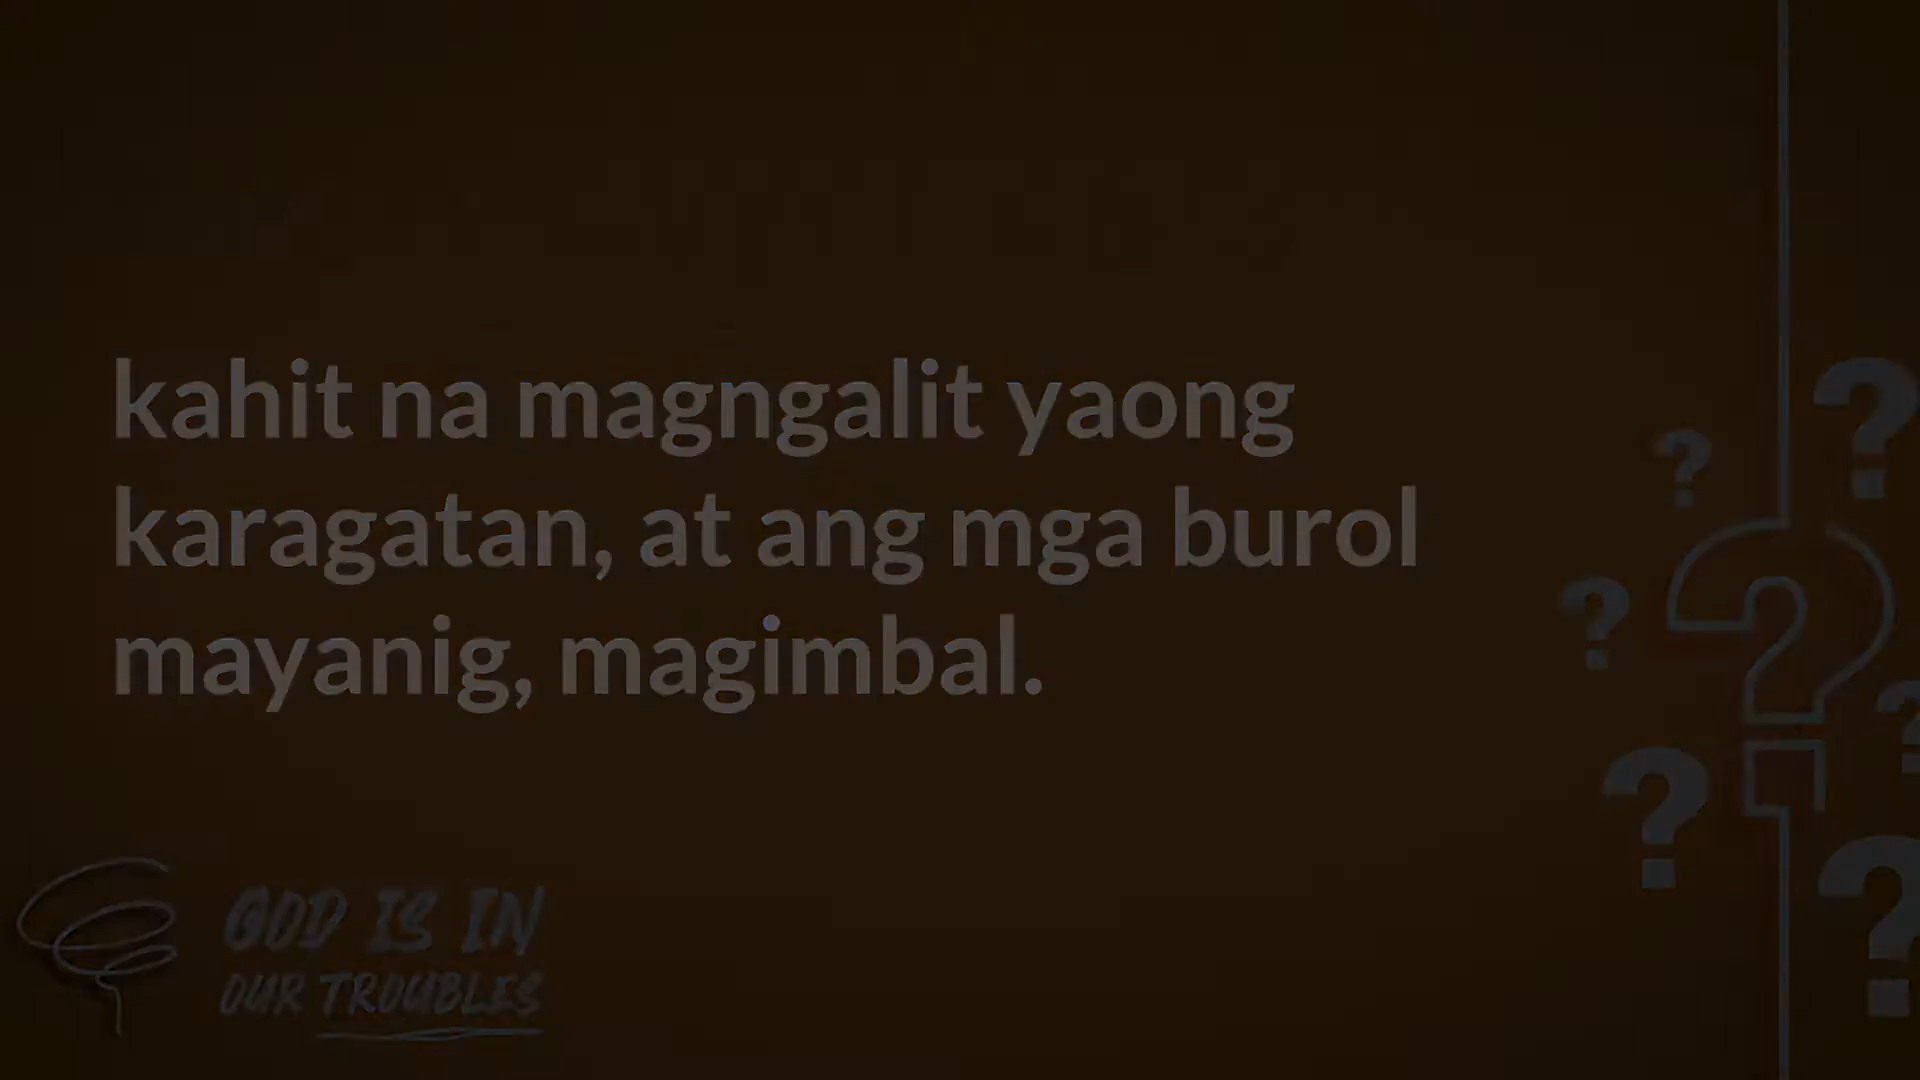 kahit na magngalit yaong
karagatan, at ang mga burol
mayanig, magimbal.
GOD IS IN
OUR TROUBLES